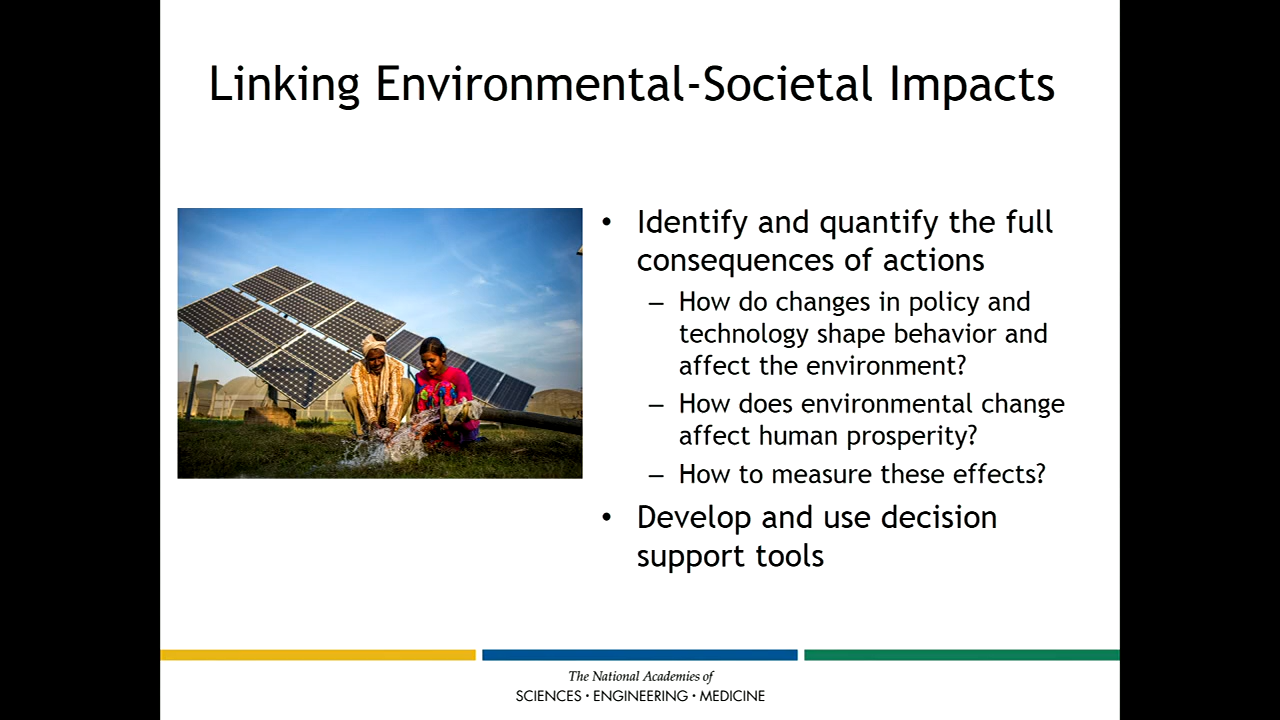 Linking Environmental-Societal Impacts
• Identify and quantify the full
consequences of actions
– How do changes in policy and
technology shape behavior and
affect the environment?
– How does environmental change
affect human prosperity?
– How to measure these effects?
• Develop and use decision
support tools
The National Academies of
SCIENCES · ENGINEERING · MEDICINE